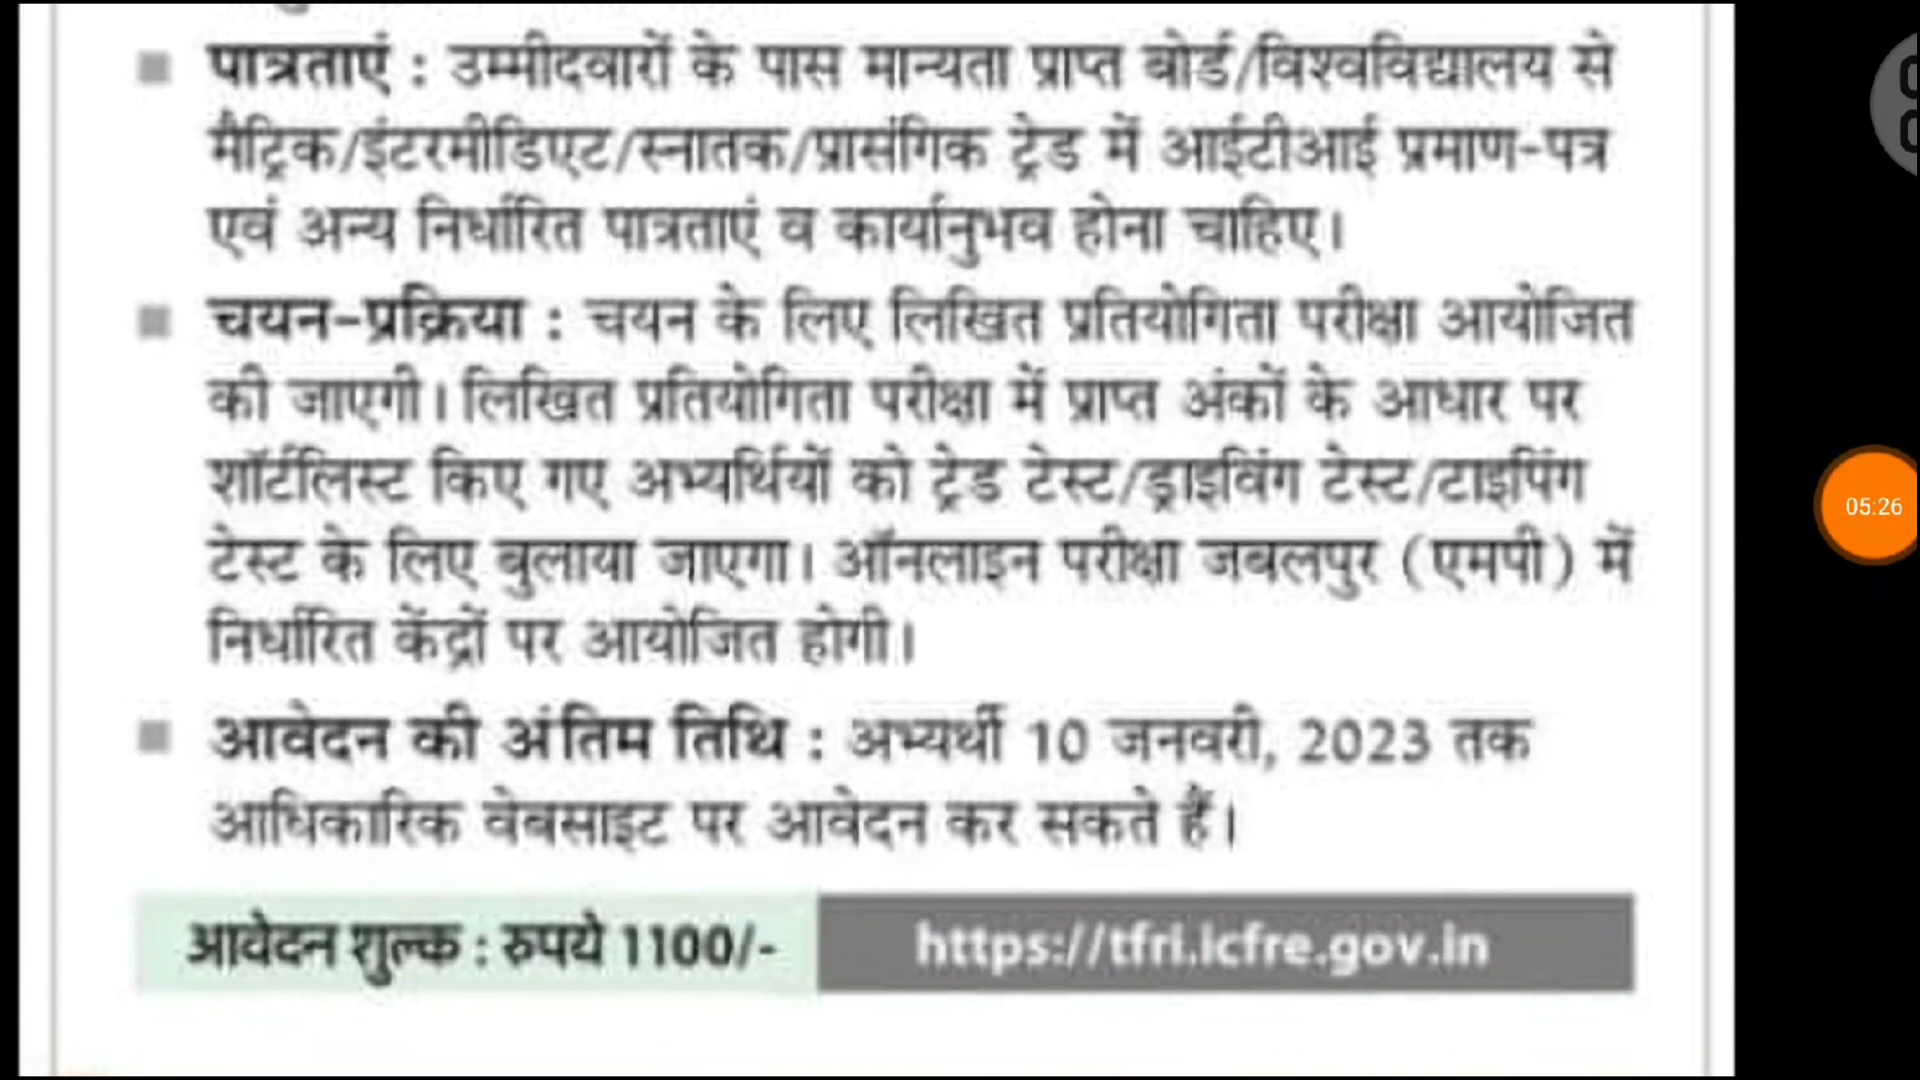 ■ पात्रताएं : उम्मीदवारों के पास मान्यता प्राप्त बोर्ड/विश्वविद्यालय से
मैट्रिक/इंटरमीडिएट/स्नातक/प्रासंगिक ट्रेड में आईटीआई प्रमाण-पत्र
एवं अन्य निर्धारित पात्रताएं व कार्यानुभव होना चाहिए।
■ चयन-प्रक्रिया : चयन के लिए लिखित प्रतियोगिता परीक्षा आयोजित
की जाएगी। लिखित प्रतियोगिता परीक्षा में प्राप्त अंकों के आधार पर
शॉर्टलिस्ट किए गए अभ्यर्थियों को ट्रेड टेस्ट/ड्राइविंग टेस्ट/टाइपिंग
टेस्ट के लिए बुलाया जाएगा। ऑनलाइन परीक्षा जबलपुर (एमपी) में
निर्धारित केंद्रों पर आयोजित होगी।
■ आवेदन की अंतिम तिथि : अभ्यर्थी 10 जनवरी, 2023 तक
आधिकारिक वेबसाइट पर आवेदन कर सकते हैं।
आवेदन शुल्क : रुपये 1100/- https://tfri.icfre.gov.in
05:26